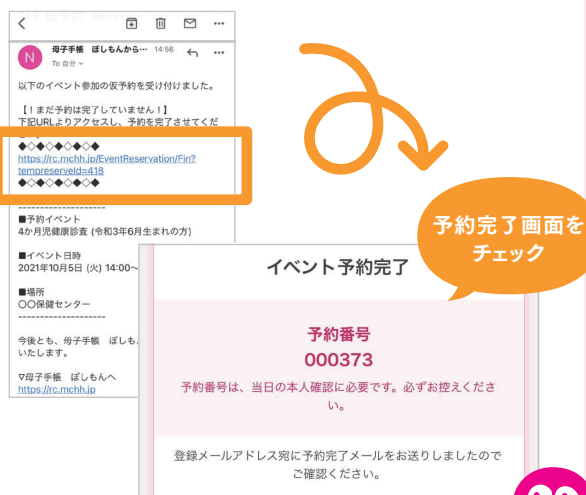 N
母子手帳 ぽしもんから… 14:56
To 自分
以下のイベント参加の仮予約を受け付けました。
【！まだ予約は完了していません！】
下記URLよりアクセスし、予約を完了させてくだ
◆◇◆◇◆◇◆◇◆
https://rc.mchh.jp/EventReservation/Fin?
tempreserveId=418
◆◇◆◇◆◇◆◇◆
--------------------
■予約イベント
4か月児健康診査 (令和3年6月生まれの方)
■イベント日時
2021年10月5日 (火) 14:00〜
■場所
〇〇保健センター
--------------------
今後とも、母子手帳 ぽしも
いたします。
▽母子手帳 ぽしもんへ
https://rc.mchh.jp
予約完了画面を
チェック
イベント予約完了
予約番号
000373
予約番号は、当日の本人確認に必要です。必ずお控えくださ
い。
登録メールアドレス宛に予約完了メールをお送りしましたので
ご確認ください。